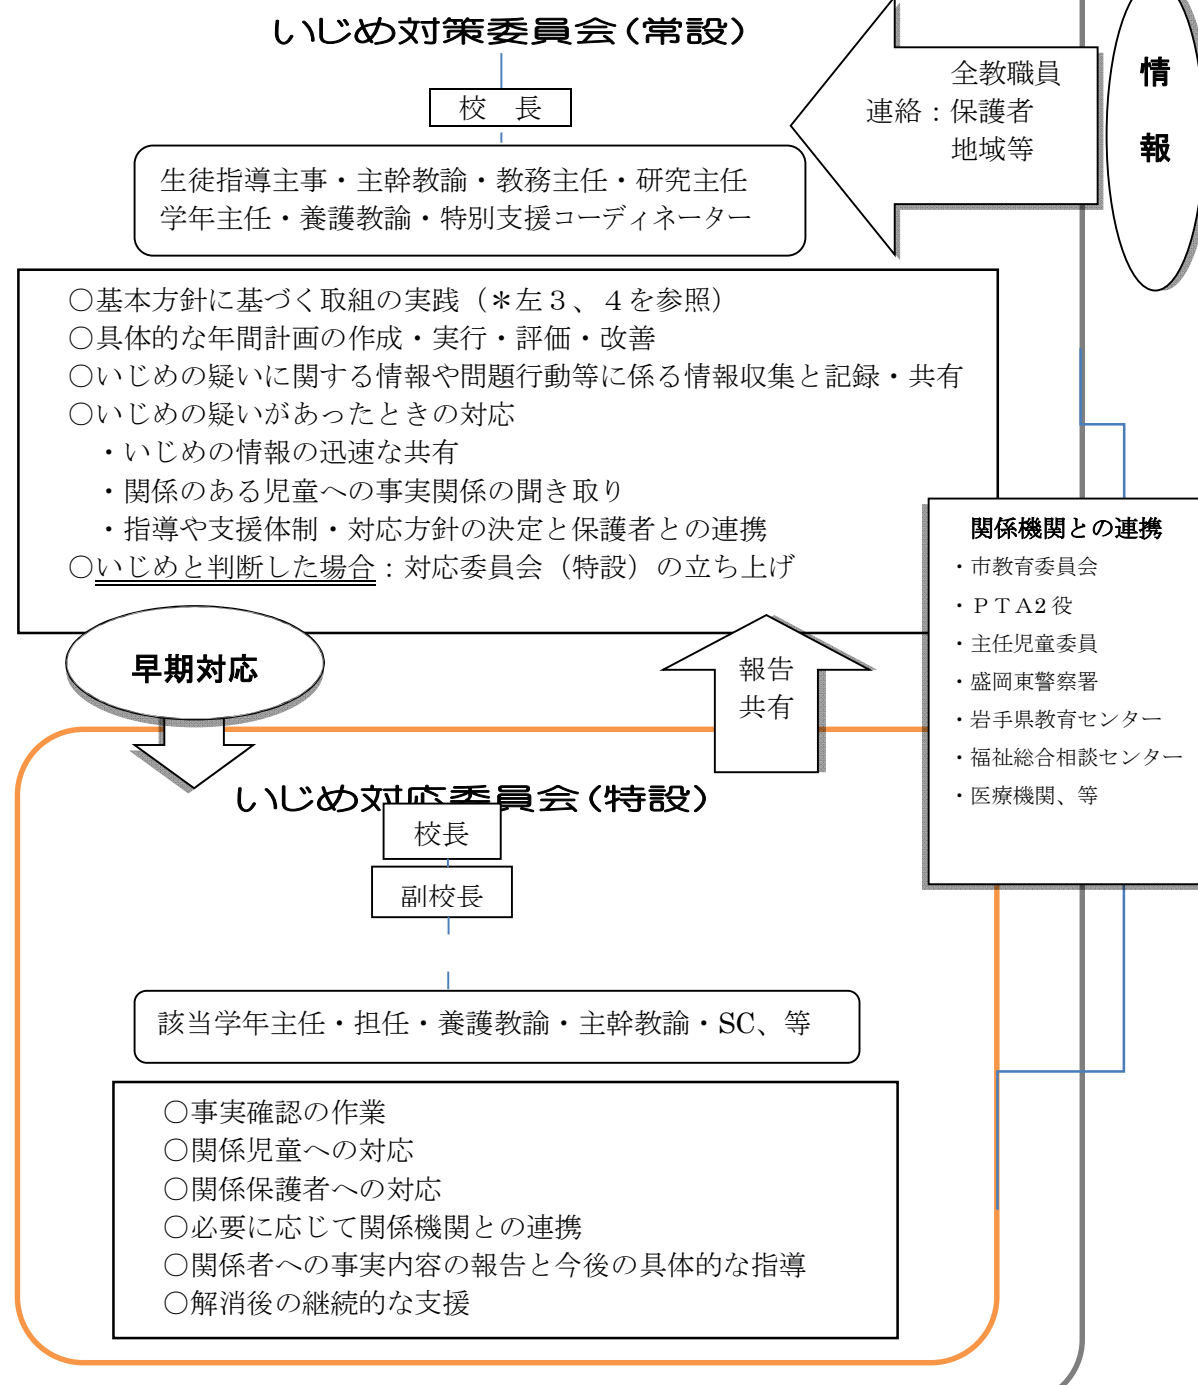 いじめ対策委員会（常設）
校　長
生徒指導主事・主幹教諭・教務主任・研究主任
学年主任・養護教諭・特別支援コーディネーター
全教職員
連絡：保護者
地域等
情
報
○基本方針に基づく取組の実践（＊左３、４を参照）
○具体的な年間計画の作成・実行・評価・改善
○いじめの疑いに関する情報や問題行動等に係る情報収集と記録・共有
○いじめの疑いがあったときの対応
・いじめの情報の迅速な共有
・関係のある児童への事実関係の聞き取り
・指導や支援体制・対応方針の決定と保護者との連携
○いじめと判断した場合：対応委員会（特設）の立ち上げ
関係機関との連携
・市教育委員会
・ＰＴＡ2 役
・主任児童委員
・盛岡東警察署
・岩手県教育センター
・福祉総合相談センター
・医療機関、等
早期対応
報告
共有
いじめ対応委員会（特設）
校長
副校長
該当学年主任・担任・養護教諭・主幹教諭・SC、等
○事実確認の作業
○関係児童への対応
○関係保護者への対応
○必要に応じて関係機関との連携
○関係者への事実内容の報告と今後の具体的な指導
○解消後の継続的な支援